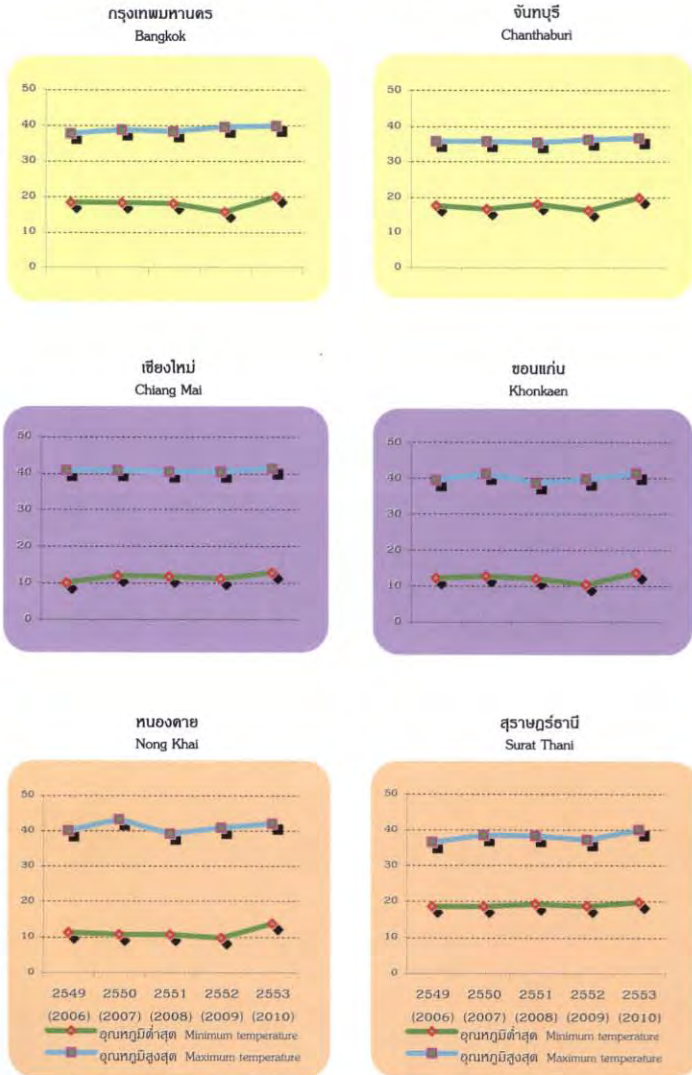 กรุงเทพมหานคร
Bangkok
50
40
30
20
10
0
จันทบุรี
Chanthaburi
50
40
30
20
10
0
เชียงใหม่
Chiang Mai
50
40
30
20
10
0
ขอนแก่น
Khonkaen
50
40
30
20
10
0
หนองคาย
Nong Khai
50
40
30
20
10
0
2549 2550 2551 2552 2553
(2006) (2007) (2008) (2009) (2010)
อุณหภูมิต่ำสุด Minimum temperature
อุณหภูมิสูงสุด Maximum temperature
สุราษฎร์ธานี
Surat Thani
50
40
30
20
10
0
2549 2550 2551 2552 2553
(2006) (2007) (2008) (2009) (2010)
อุณหภูมิต่ำสุด Minimum temperature
อุณหภูมิสูงสุด Maximum temperature